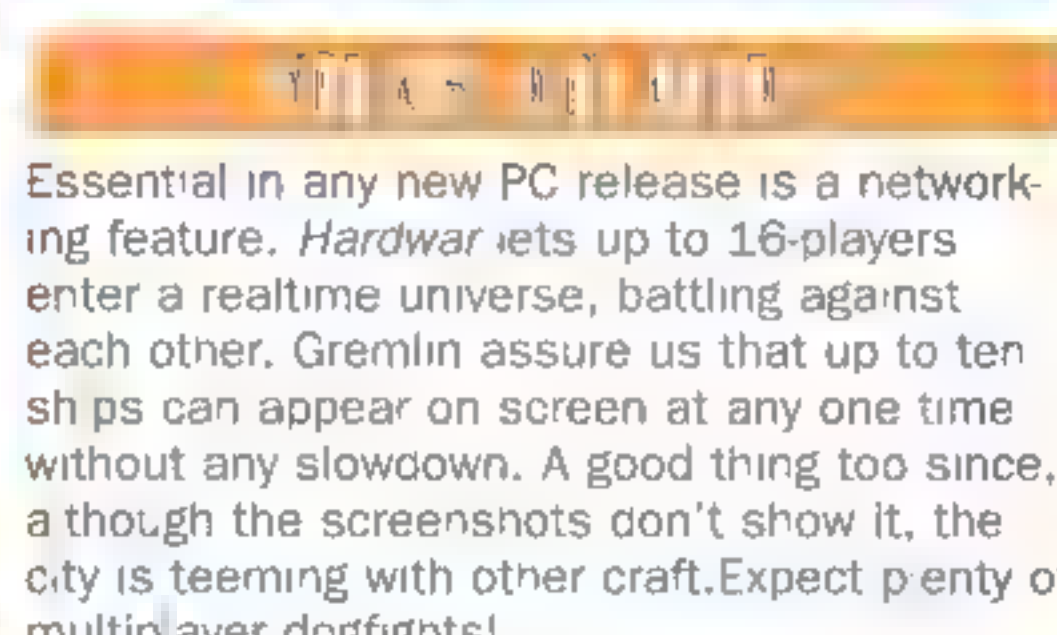 Essential in any new PC release is a network-
ing feature. Hardwar lets up to 16-players
enter a realtime universe, battling against
each other. Gremlin assure us that up to ten
ships can appear on screen at any one time
without any slowdown. A good thing too since,
although the screenshots don't show it, the
city is teeming with other craft.Expect plenty of
multiplayer dogfights!